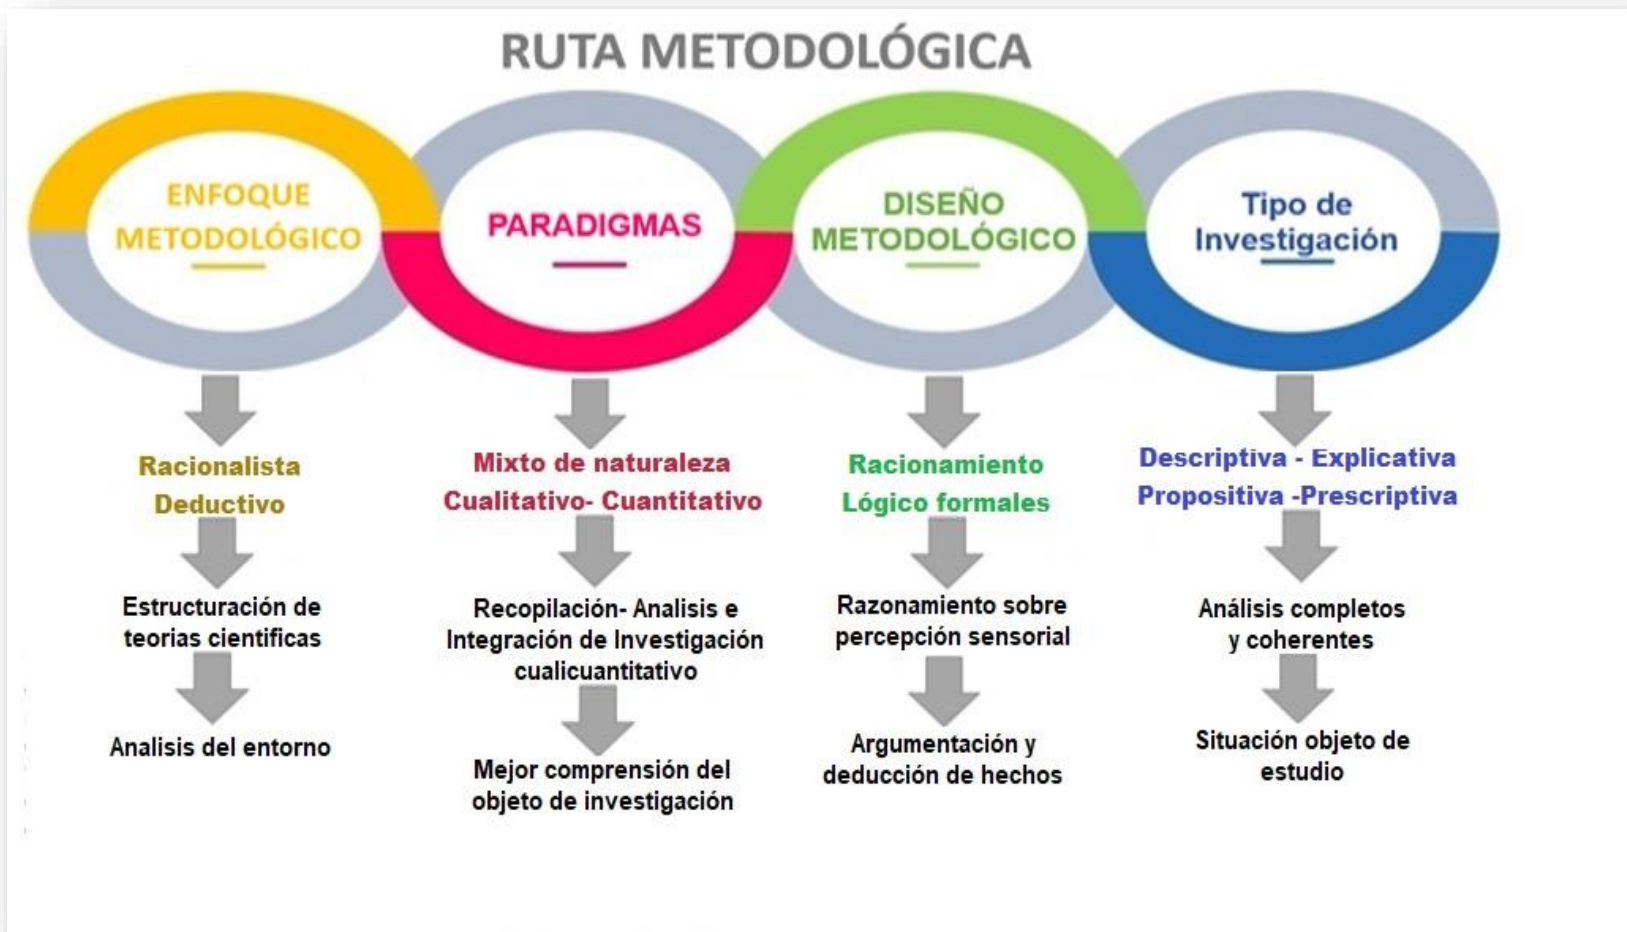 RUTA METODOLÓGICA
ENFOQUE
METODOLÓGICO
PARADIGMAS
DISEÑO
METODOLÓGICO
Tipo de
Investigación
Racionalista
Deductivo
Mixto de naturaleza
Cualitativo- Cuantitativo
Racionamiento
Lógico formales
Descriptiva - Explicativa
Propositiva -Prescriptiva
Estructuración de
teorias cientificas
Recopilación- Analisis e
Integración de Investigación
cualicuantitativo
Razonamiento sobre
percepción sensorial
Análisis completos
y coherentes
Analisis del entorno
Mejor comprensión del
objeto de investigación
Argumentación y
deducción de hechos
Situación objeto de
estudio